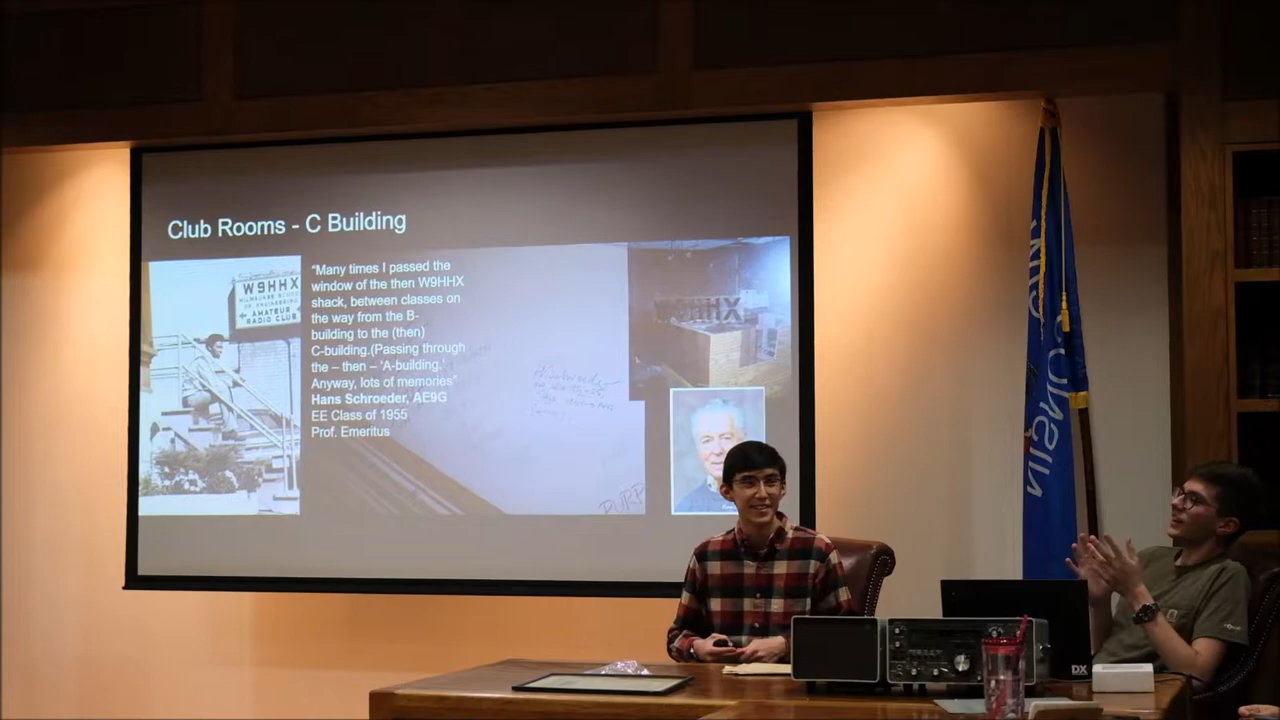 Club Rooms - C Building
W9HHX
MILWAUKEE SCHOOL
OF ENGINEERING
AMATEUR
RADIO CLUB
“Many times I passed the
window of the then W9HHX
shack, between classes on
the way from the B-
building to the (then)
C-building.(Passing through
the – then – ‘A-building.’
Anyway, lots of memories”
Hans Schroeder, AE9G
EE Class of 1955
Prof. Emeritus
W9HHX
DURP
WISCONSIN
DX